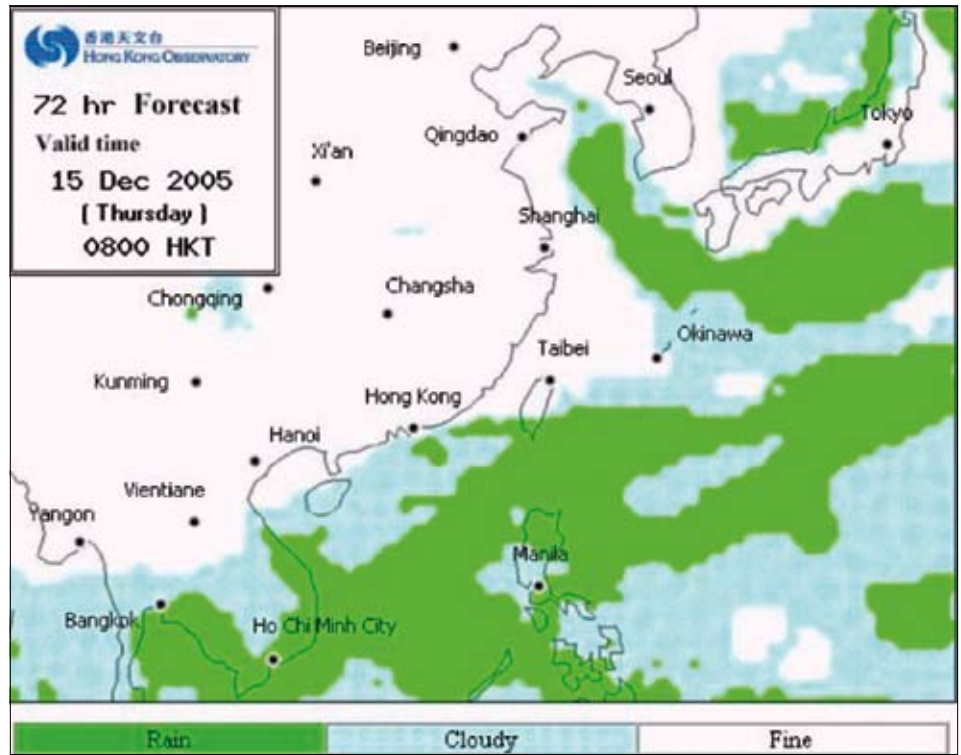 香港天文台
HONG KONG OBSERVATORY
72 hr Forecast
Valid time
15 Dec 2005
( Thursday )
0800 HKT
Beijing
Seoul
Tokyo
Qingdao
Xi'an
Shanghai
Chongqing
Changsha
Okinawa
Taibei
Kunming
Hong Kong
Hanoi
Vientiane
Yangon
Manila
Bangkok
Ho Chi Minh City
Rain
Cloudy
Fine